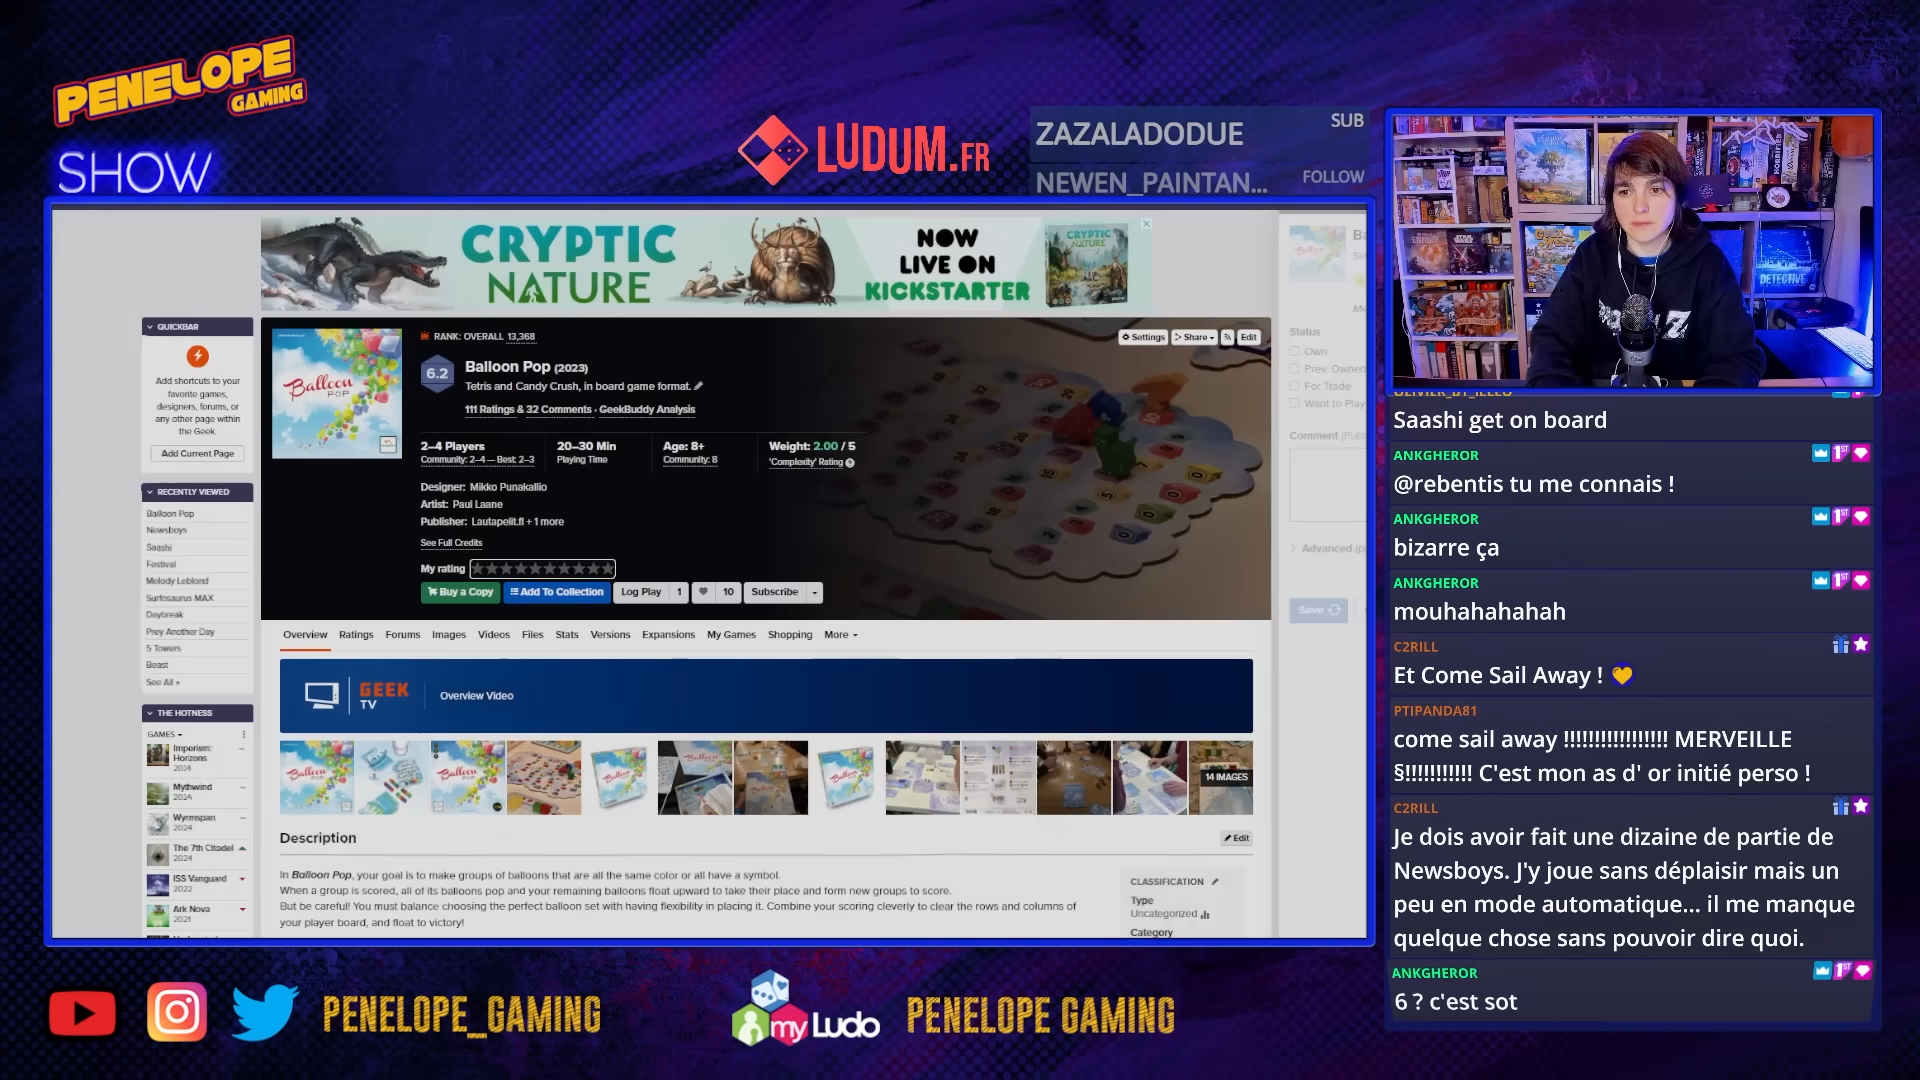 PENELOPE
GAMING
SHOW
LUDUM.FR
ZAZALADODUE
SUB
NEWEN_PAINTAN...
FOLLOW
CRYPTIC
NATURE
NOW
LIVE ON
KICKSTARTER
CRYPTIC
NATURE
QUICKBAR
Add shortcuts to your
favorite games,
designers, forums, or
any other page within
the Geek.
Add Current Page
RECENTLY VIEWED
Balloon Pop
Newsboys
Saashi
Festival
Melody Leblond
Surfosaurus MAX
Daybreak
Prey Another Day
5 Towers
Beast
See All »
THE HOTNESS
GAMES
Imperium:
Horizons
2024
Mythwind
2024
Wyrmspan
2024
The 7th Citadel
2024
ISS Vanguard
2022
Ark Nova
2021
Balloon
POP
RANK: OVERALL 13,368
Settings
Share
Edit
6.2
Balloon Pop (2023)
Tetris and Candy Crush, in board game format.
111 Ratings & 32 Comments · GeekBuddy Analysis
2–4 Players
Community: 2–4 — Best: 2–3
20–30 Min
Playing Time
Age: 8+
Community: 8
Weight: 2.00 / 5
'Complexity' Rating
Designer: Mikko Punakallio
Artist: Paul Laane
Publisher: Lautapelit.fi + 1 more
See Full Credits
My rating
Buy a Copy
Add To Collection
Log Play
1
10
Subscribe
Overview
Ratings
Forums
Images
Videos
Files
Stats
Versions
Expansions
My Games
Shopping
More
GEEK
TV
Overview Video
14 IMAGES
Description
Edit
In Balloon Pop, your goal is to make groups of balloons that are all the same color or all have a symbol.
When a group is scored, all of its balloons pop and your remaining balloons float upward to take their place and form new groups to score.
But be careful! You must balance choosing the perfect balloon set with having flexibility in placing it. Combine your scoring cleverly to clear the rows and columns of
your player board, and float to victory!
CLASSIFICATION
Type
Uncategorized
Category
Status
Own
Prev. Owned
For Trade
Want to Play
Comment
Advanced
Save
DETECTIVE
Saashi get on board
ANKGHEROR
@rebentis tu me connais !
ANKGHEROR
bizarre ça
ANKGHEROR
mouhahahahah
C2RILL
Et Come Sail Away !
PTIPANDA81
come sail away !!!!!!!!!!!!!!!!! MERVEILLE
§!!!!!!!!!!! C'est mon as d' or initié perso !
C2RILL
Je dois avoir fait une dizaine de partie de
Newsboys. J'y joue sans déplaisir mais un
peu en mode automatique... il me manque
quelque chose sans pouvoir dire quoi.
ANKGHEROR
6 ? c'est sot
PENELOPE_GAMING
my Ludo
PENELOPE GAMING